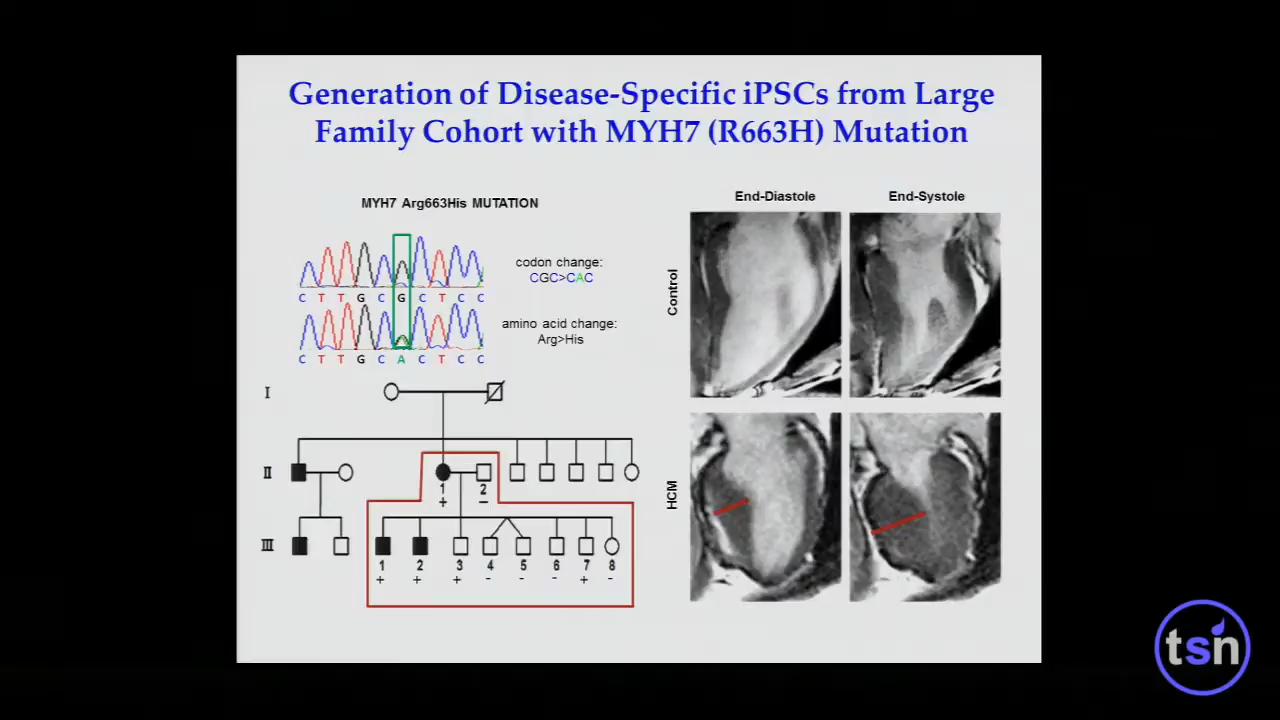 Generation of Disease-Specific iPSCs from Large
Family Cohort with MYH7 (R663H) Mutation
MYH7 Arg663His MUTATION
C T T G C G C T C C
C T T G C A C T C C
codon change:
CGC>CAC
amino acid change:
Arg>His
I
II
1 2
+ –
III
1 2 3 4 5 6 7 8
+ + + - - - + -
End-Diastole End-Systole
Control
HCM
tsn